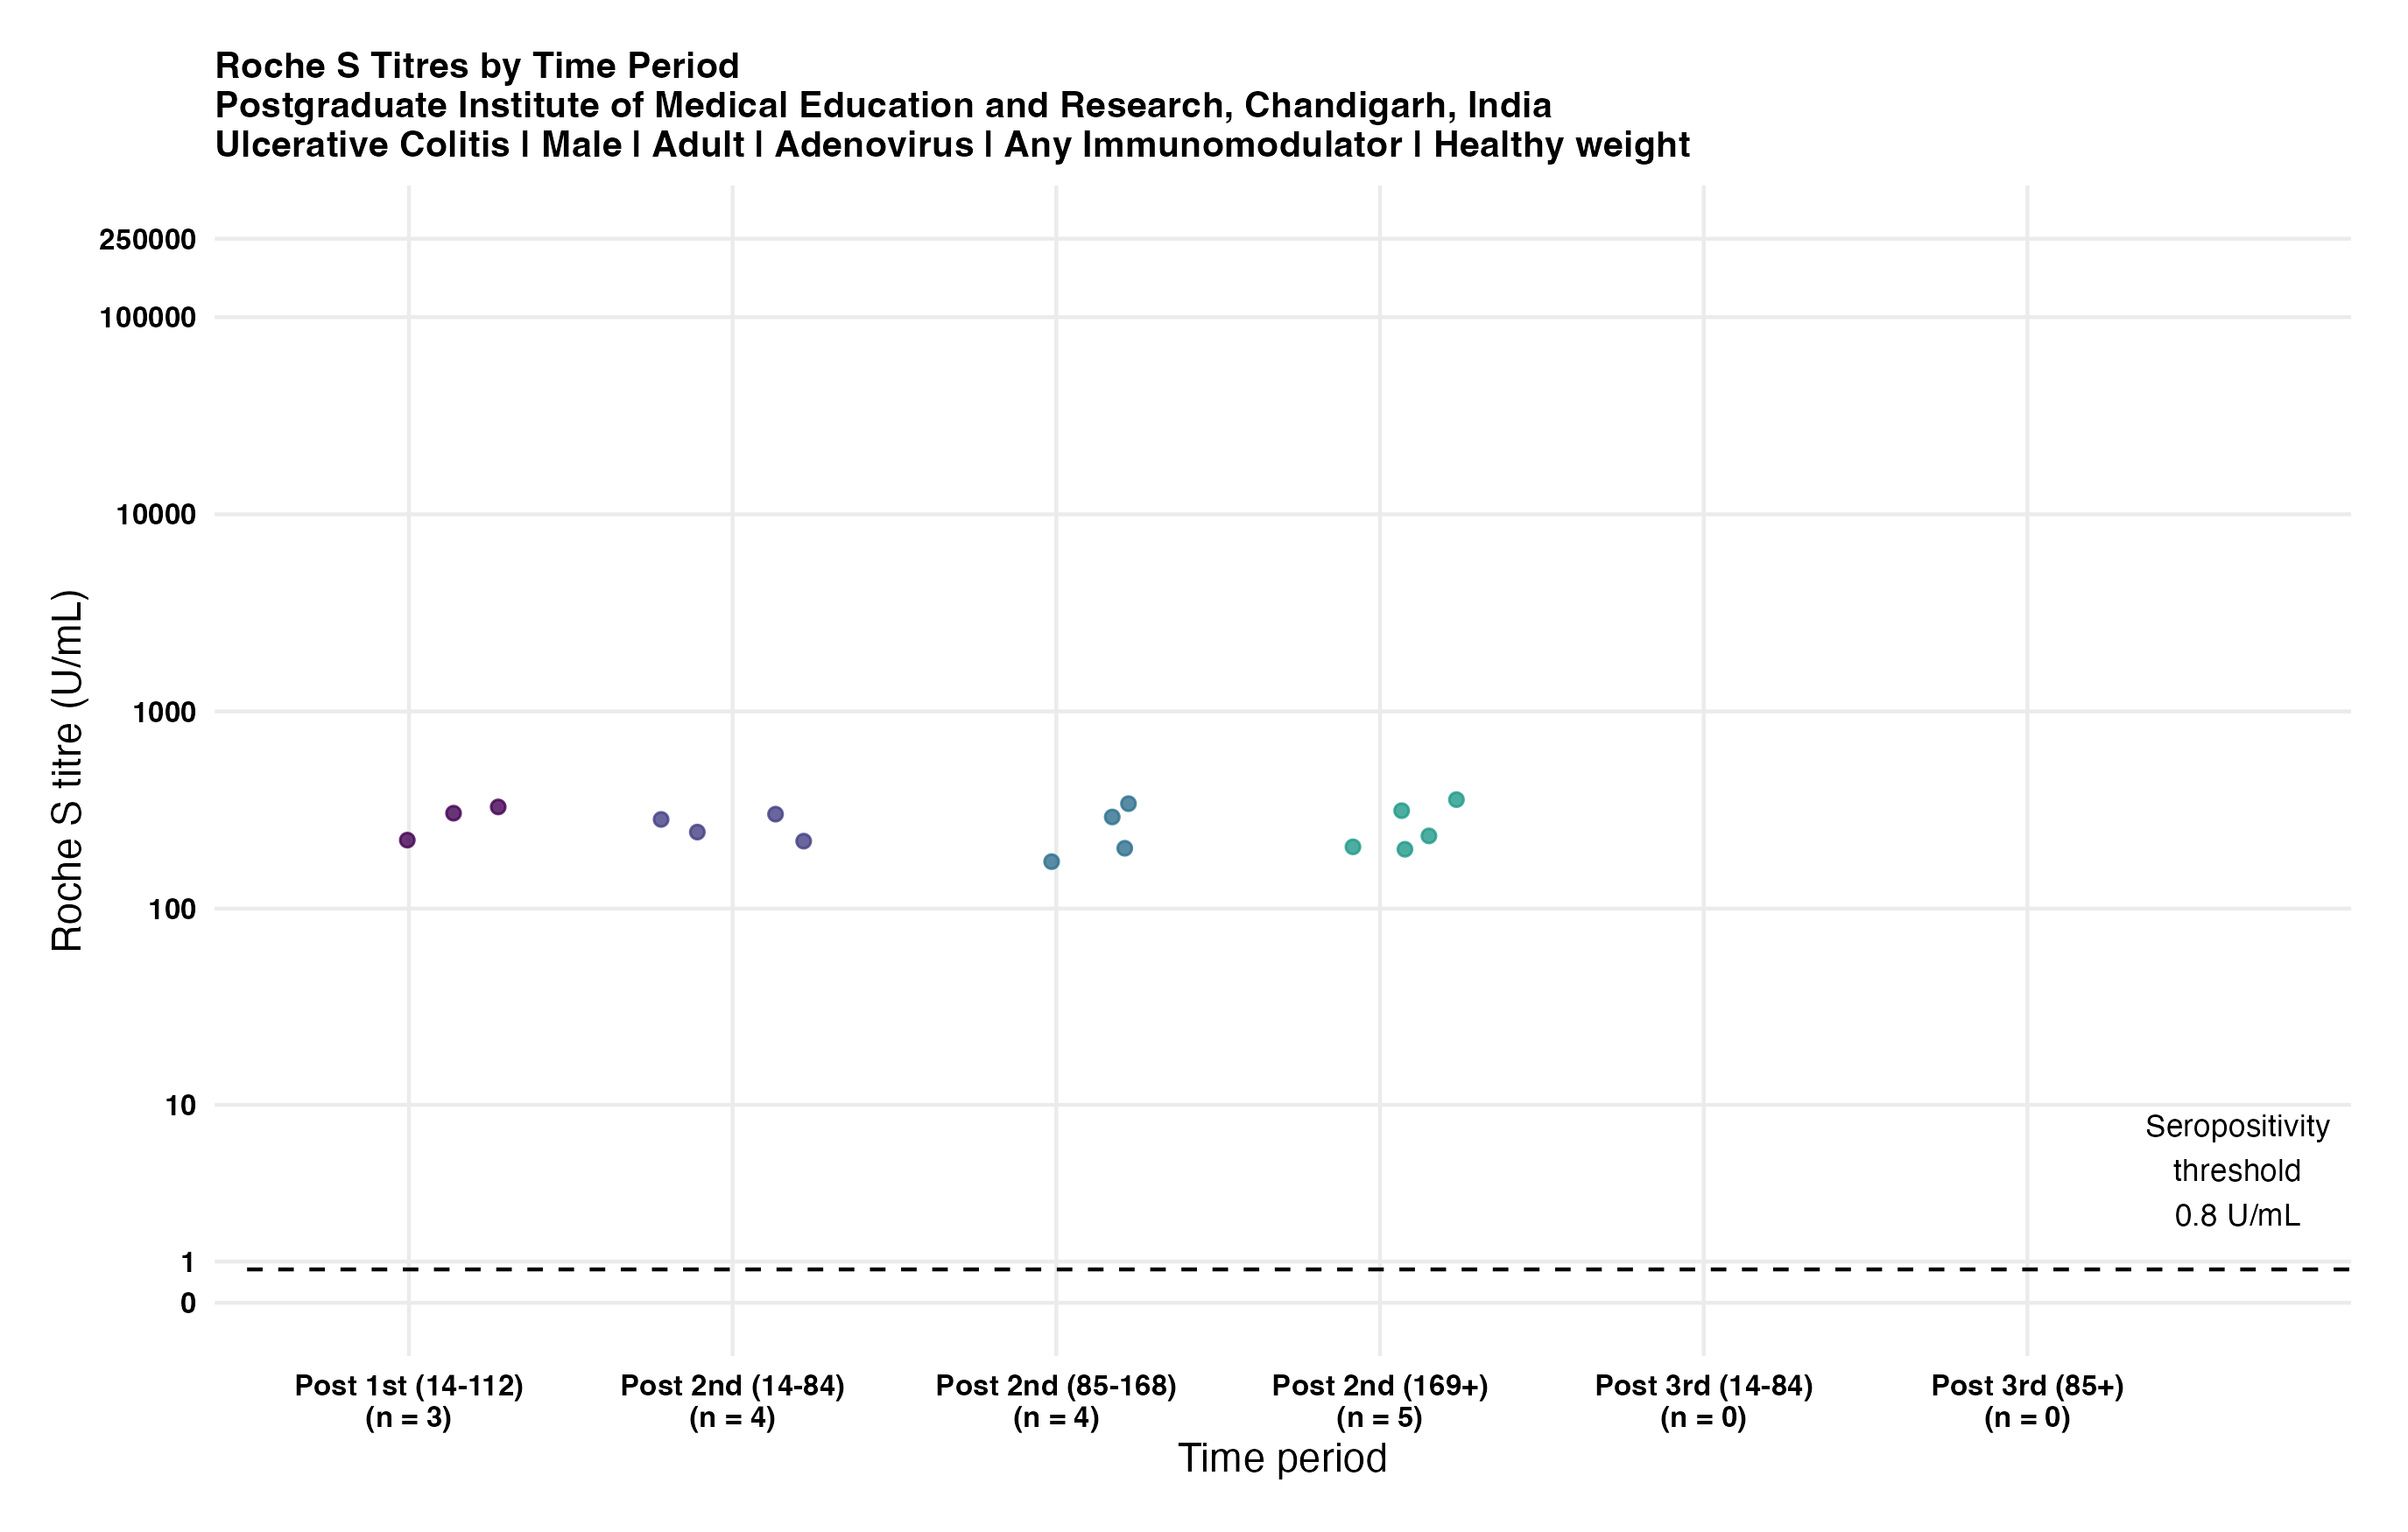 Roche S Titres by Time Period
Postgraduate Institute of Medical Education and Research, Chandigarh, India
Ulcerative Colitis | Male | Adult | Adenovirus | Any Immunomodulator | Healthy weight
Roche S titre (U/mL)
250000
100000
10000
1000
100
10
1
0
Seropositivity
threshold
0.8 U/mL
Post 1st (14-112)
(n = 3)
Post 2nd (14-84)
(n = 4)
Post 2nd (85-168)
(n = 4)
Post 2nd (169+)
(n = 5)
Post 3rd (14-84)
(n = 0)
Post 3rd (85+)
(n = 0)
Time period